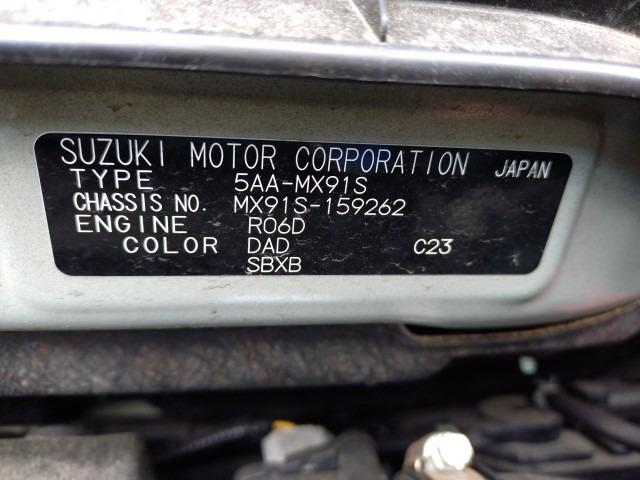 SUZUKI MOTOR CORPORATION JAPAN
TYPE 5AA-MX91S
CHASSIS NO. MX91S-159262
ENGINE R06D
COLOR DAD C23
SBXB